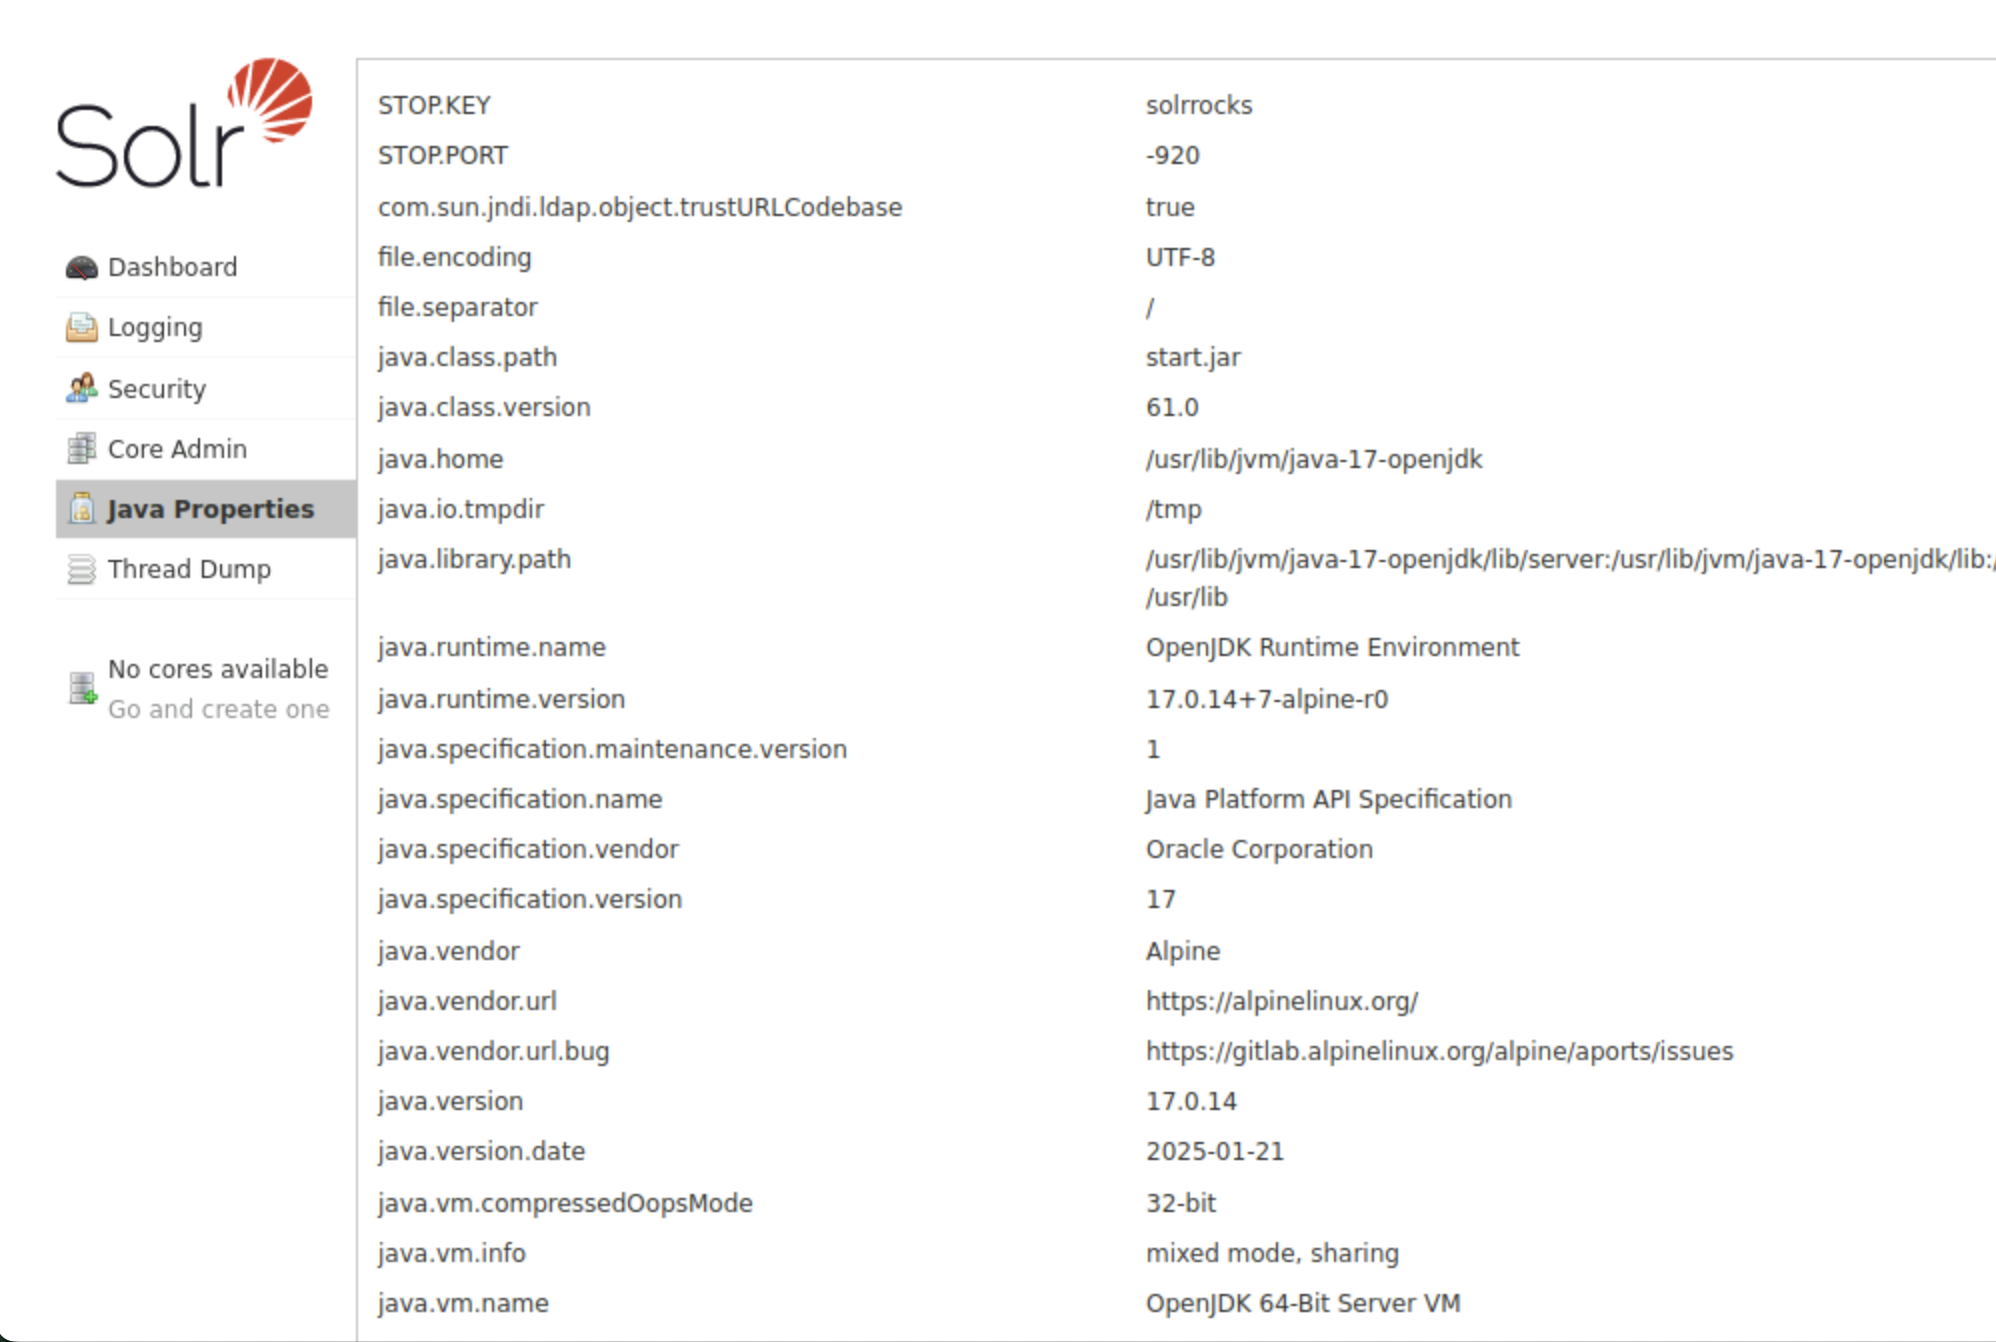 Solr
Dashboard
Logging
Security
Core Admin
Java Properties
Thread Dump
No cores available
Go and create one
STOP.KEY solrrocks
STOP.PORT -920
com.sun.jndi.ldap.object.trustURLCodebase true
file.encoding UTF-8
file.separator /
java.class.path start.jar
java.class.version 61.0
java.home /usr/lib/jvm/java-17-openjdk
java.io.tmpdir /tmp
java.library.path /usr/lib/jvm/java-17-openjdk/lib/server:/usr/lib/jvm/java-17-openjdk/lib:/
/usr/lib
java.runtime.name OpenJDK Runtime Environment
java.runtime.version 17.0.14+7-alpine-r0
java.specification.maintenance.version 1
java.specification.name Java Platform API Specification
java.specification.vendor Oracle Corporation
java.specification.version 17
java.vendor Alpine
java.vendor.url https://alpinelinux.org/
java.vendor.url.bug https://gitlab.alpinelinux.org/alpine/aports/issues
java.version 17.0.14
java.version.date 2025-01-21
java.vm.compressedOopsMode 32-bit
java.vm.info mixed mode, sharing
java.vm.name OpenJDK 64-Bit Server VM